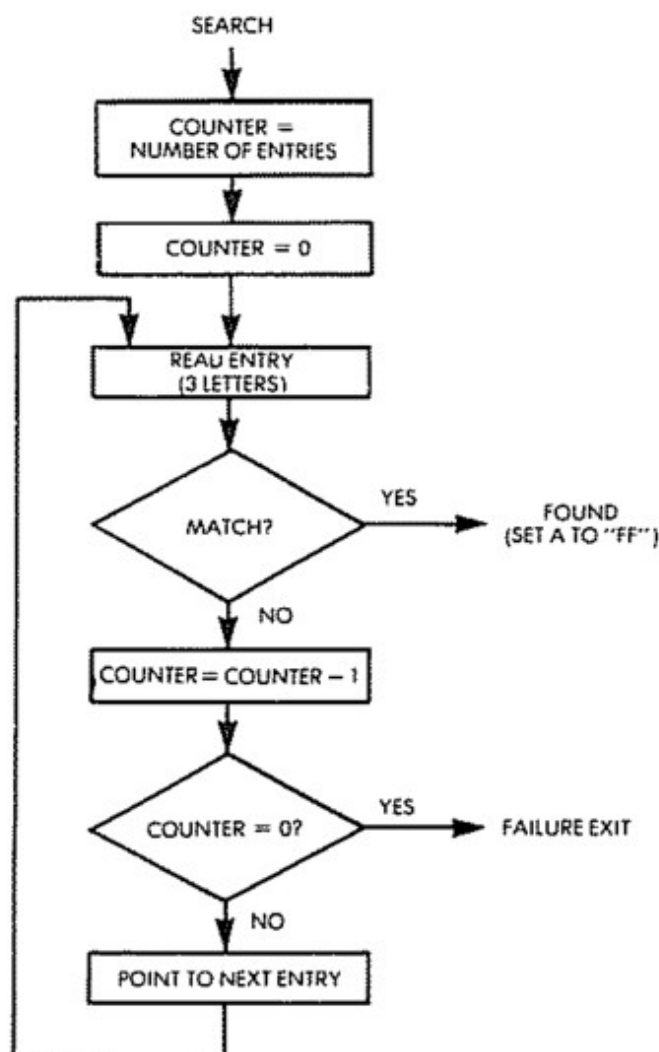 SEARCH
COUNTER =
NUMBER OF ENTRIES
COUNTER = 0
READ ENTRY
(3 LETTERS)
MATCH?
YES
FOUND
(SET A TO "FF")
NO
COUNTER = COUNTER – 1
COUNTER = 0?
YES
FAILURE EXIT
NO
POINT TO NEXT ENTRY